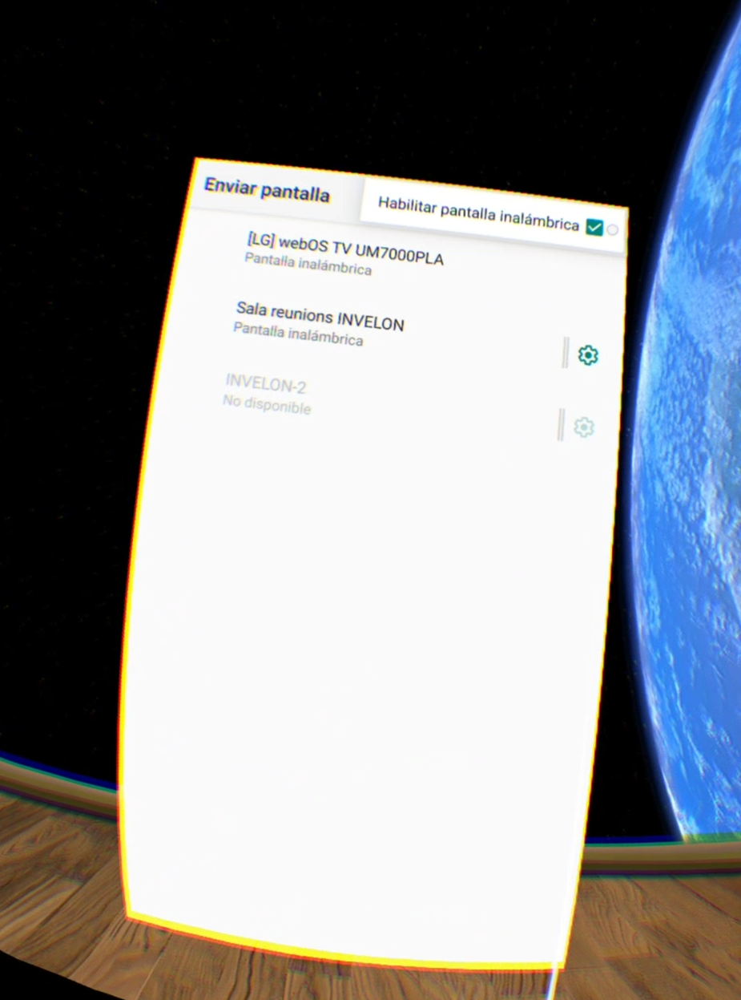 Enviar pantalla
Habilitar pantalla inalámbrica
[LG] webOS TV UM7000PLA
Pantalla inalámbrica
Sala reunions INVELON
Pantalla inalámbrica
INVELON-2
No disponible